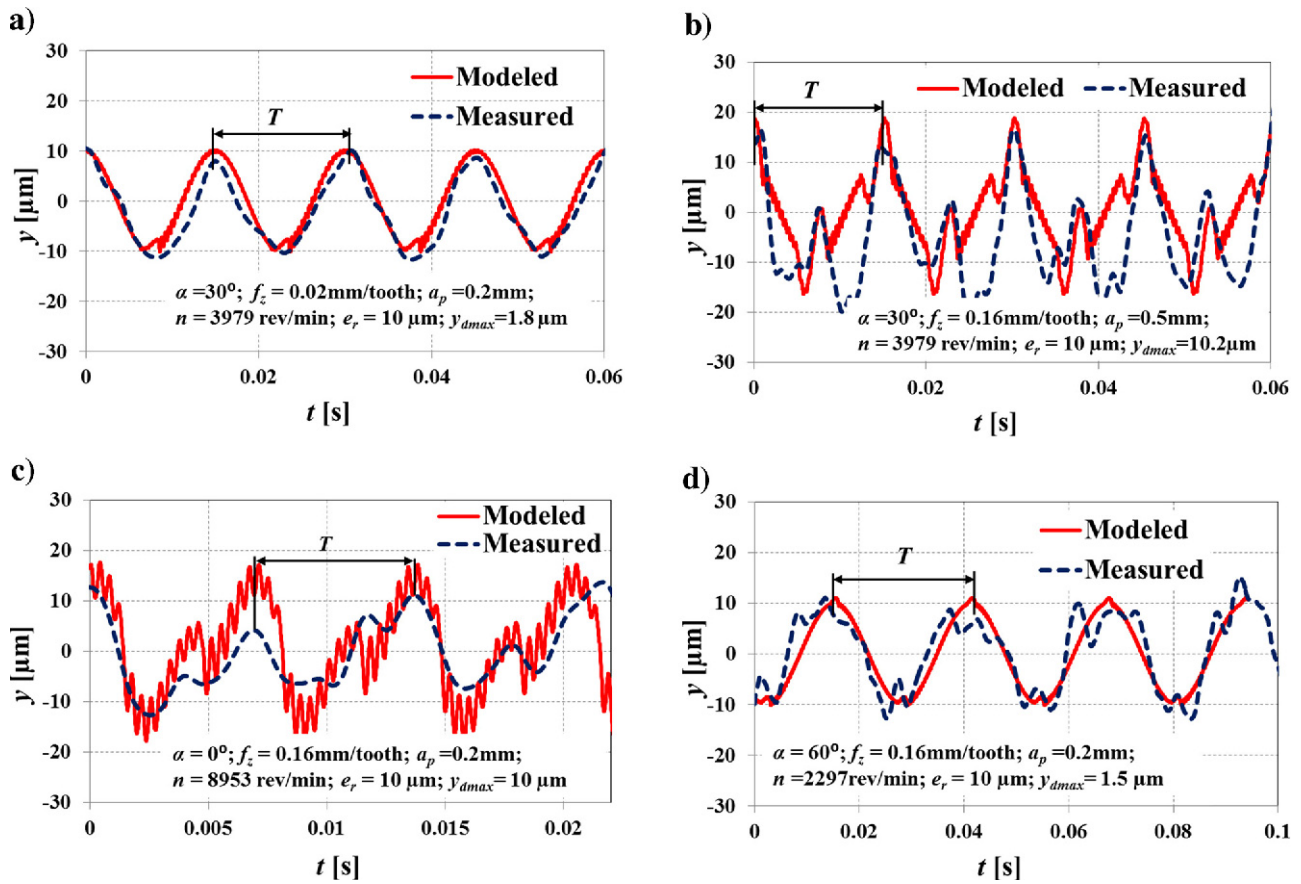 a)
30
20
10
0
-10
-20
-30
y [µm]
Modeled
Measured
T
α =30º; f_z = 0.02mm/tooth; a_p =0.2mm;
n = 3979 rev/min; e_r = 10 µm; y_dmax=1.8 µm
0 0.02 0.04 0.06
t [s]
b)
30
20
10
0
-10
-20
-30
y [µm]
Modeled Measured
T
α =30º; f_z = 0.16mm/tooth; a_p =0.5mm;
n = 3979 rev/min; e_r = 10 µm; y_dmax=10.2µm
0 0.02 0.04 0.06
t [s]
c)
30
20
10
0
-10
-20
-30
y [µm]
Modeled
Measured
T
α = 0º; f_z = 0.16mm/tooth; a_p =0.2mm;
n = 8953 rev/min; e_r = 10 µm; y_dmax= 10 µm
0 0.005 0.01 0.015 0.02
t [s]
d)
30
20
10
0
-10
-20
-30
y [µm]
Modeled
Measured
T
α = 60º; f_z = 0.16mm/tooth; a_p =0.2mm;
n =2297rev/min; e_r = 10 µm; y_dmax= 1.5 µm
0 0.02 0.04 0.06 0.08 0.1
t [s]